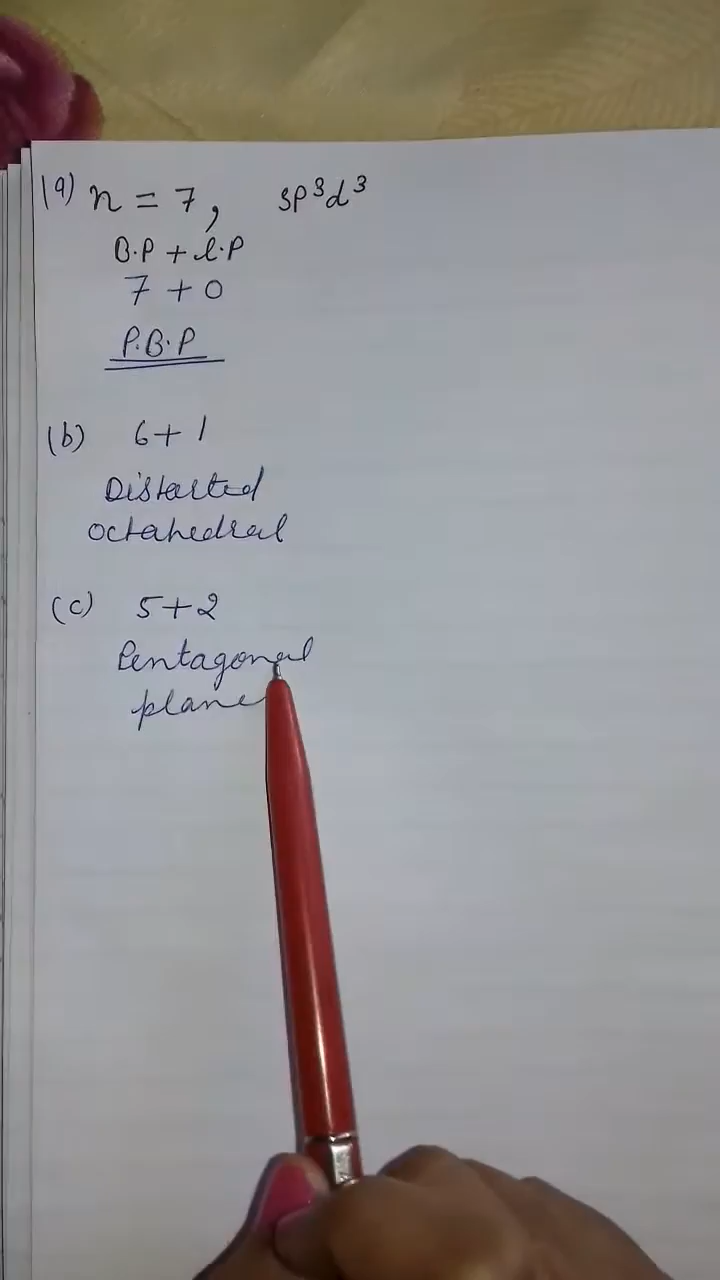 (a) n = 7, sp³d³
B.P + l.P
7 + 0
P.B.P
(b) 6+1
Distorted
octahedral
(c) 5+2
Pentagonal
plane